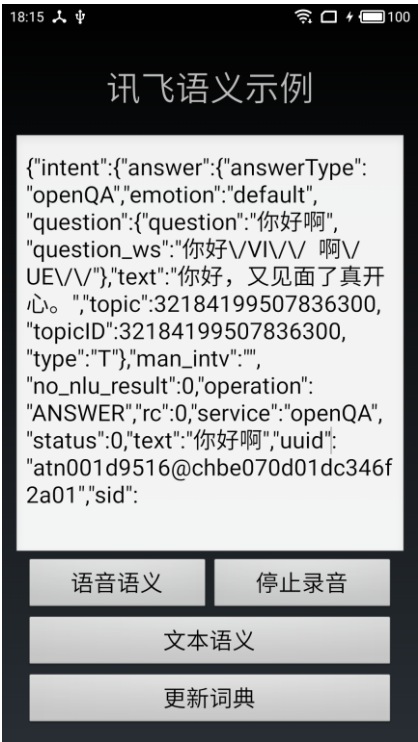 18:15 100
讯飞语义示例
{"intent":{"answer":{"answerType":
"openQA","emotion":"default",
"question":{"question":"你好啊",
"question_ws":"你好\/VI\/\/  啊\/
UE\/\/"},"text":"你好，又见面了真开
心。","topic":32184199507836300,
"topicID":32184199507836300,
"type":"T"},"man_intv":"",
"no_nlu_result":0,"operation":
"ANSWER","rc":0,"service":"openQA",
"status":0,"text":"你好啊","uuid":
"atn001d9516@chbe070d01dc346f
2a01","sid":
语音语义 停止录音
文本语义
更新词典